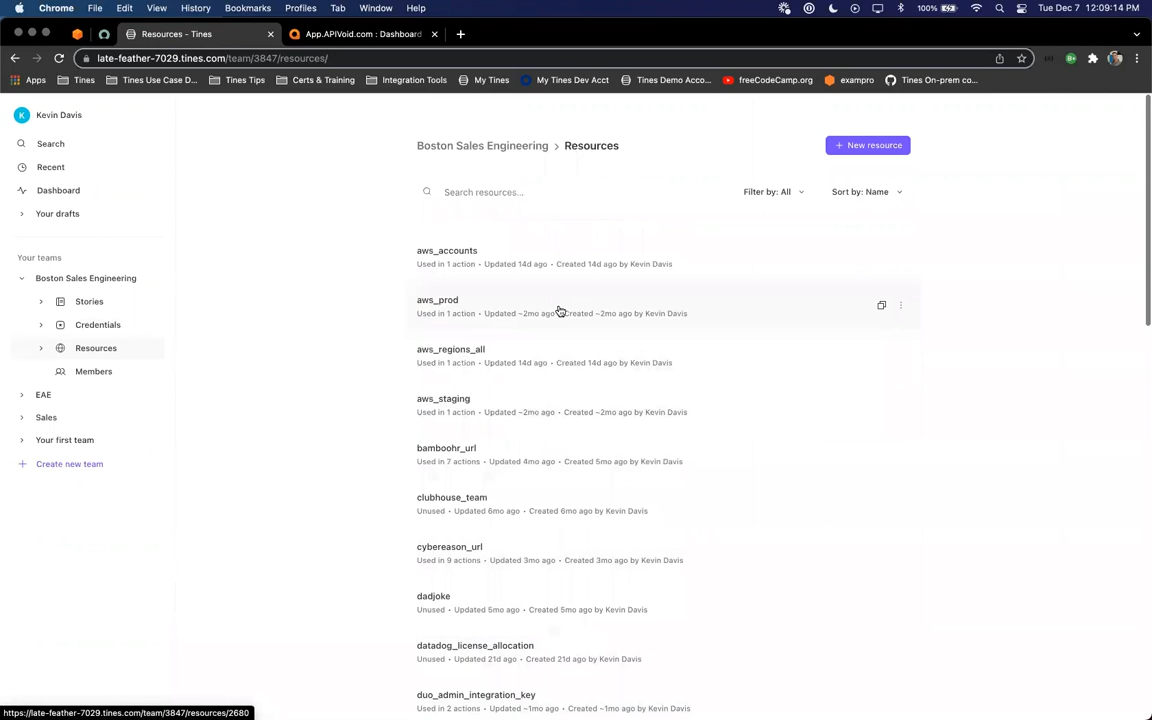 Chrome File Edit View History Bookmarks Profiles Tab Window Help 100% Tue Dec 7 12:09:14 PM
Resources - Tines App.APIVoid.com : Dashboard
late-feather-7029.tines.com/team/3847/resources/
Apps Tines Tines Use Case D... Tines Tips Certs & Training Integration Tools My Tines My Tines Dev Acct Tines Demo Acco... freeCodeCamp.org exampro Tines On-prem co...
K Kevin Davis
Search
Recent
Dashboard
Your drafts
Your teams
Boston Sales Engineering
Stories
Credentials
Resources
Members
EAE
Sales
Your first team
Create new team
Boston Sales Engineering > Resources
+ New resource
Search resources...
Filter by: All
Sort by: Name
aws_accounts
Used in 1 action • Updated 14d ago • Created 14d ago by Kevin Davis
aws_prod
Used in 1 action • Updated ~2mo ago • Created ~2mo ago by Kevin Davis
aws_regions_all
Used in 1 action • Updated 14d ago • Created 14d ago by Kevin Davis
aws_staging
Used in 1 action • Updated ~2mo ago • Created ~2mo ago by Kevin Davis
bamboohr_url
Used in 7 actions • Updated 4mo ago • Created 5mo ago by Kevin Davis
clubhouse_team
Unused • Updated 6mo ago • Created 6mo ago by Kevin Davis
cybereason_url
Used in 9 actions • Updated 3mo ago • Created 3mo ago by Kevin Davis
dadjoke
Unused • Updated 5mo ago • Created 5mo ago by Kevin Davis
datadog_license_allocation
Unused • Updated 21d ago • Created 21d ago by Kevin Davis
duo_admin_integration_key
Used in 2 actions • Updated ~1mo ago • Created ~1mo ago by Kevin Davis
https://late-feather-7029.tines.com/team/3847/resources/2680